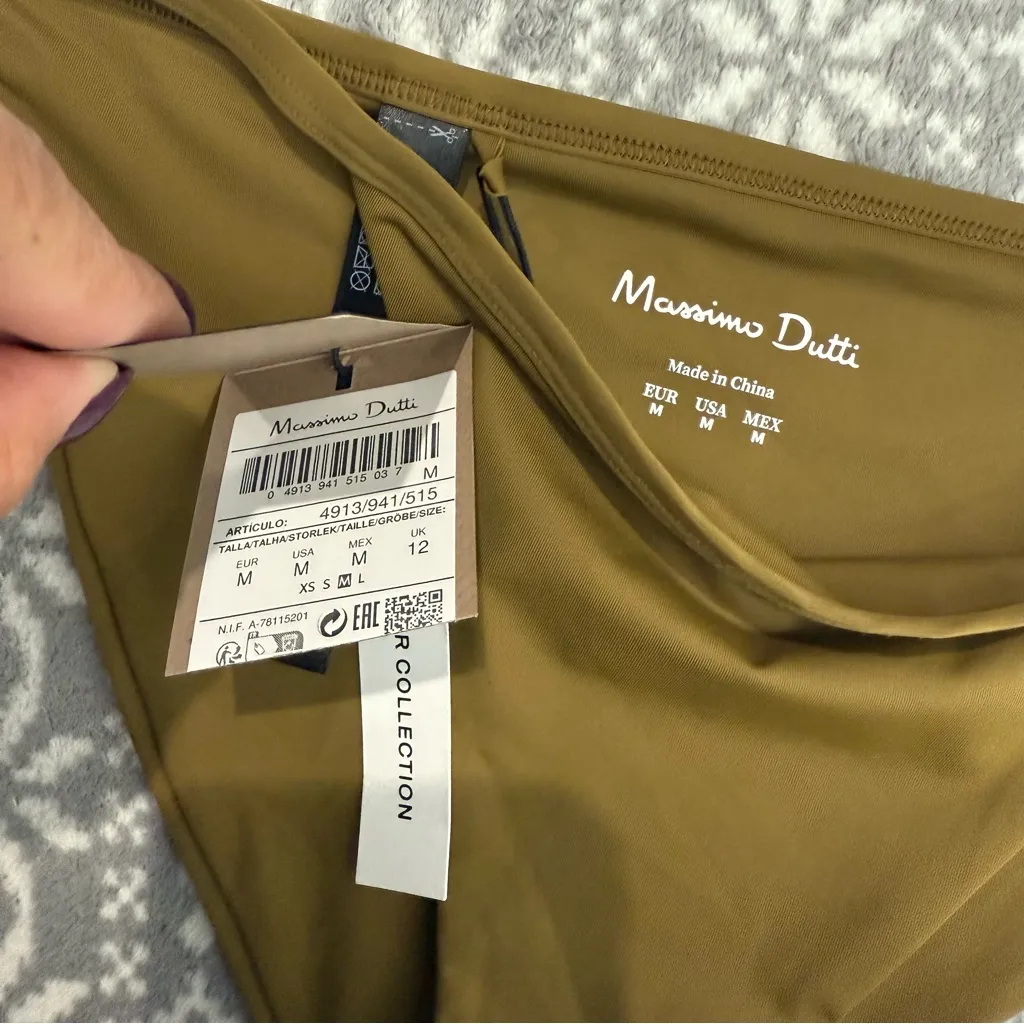 Massimo Dutti
Made in China
EUR USA MEX
M M M
Massimo Dutti
0 4913 941 515 03 7 M
ARTÍCULO: 4913/941/515
TALLA/TALHA/STORLEK/TAILLE/GRÖBE/SIZE:
EUR USA MEX UK
M M M 12
XS S M L
N.I.F. A-78115201 EAC
R COLLECTION